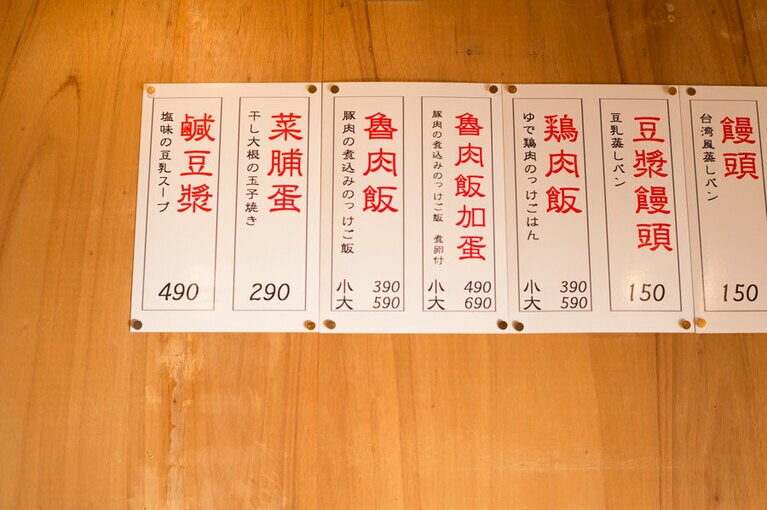 饅頭
台湾風蒸しパン
150
豆漿饅頭
豆乳蒸しパン
150
鶏肉飯
ゆで鶏肉のっけごはん
小 390
大 590
魯肉飯加蛋
豚肉の煮込みのっけご飯 煮卵付
小 490
大 690
魯肉飯
豚肉の煮込みのっけご飯
小 390
大 590
菜脯蛋
干し大根の玉子焼き
290
鹹豆漿
塩味の豆乳スープ
490